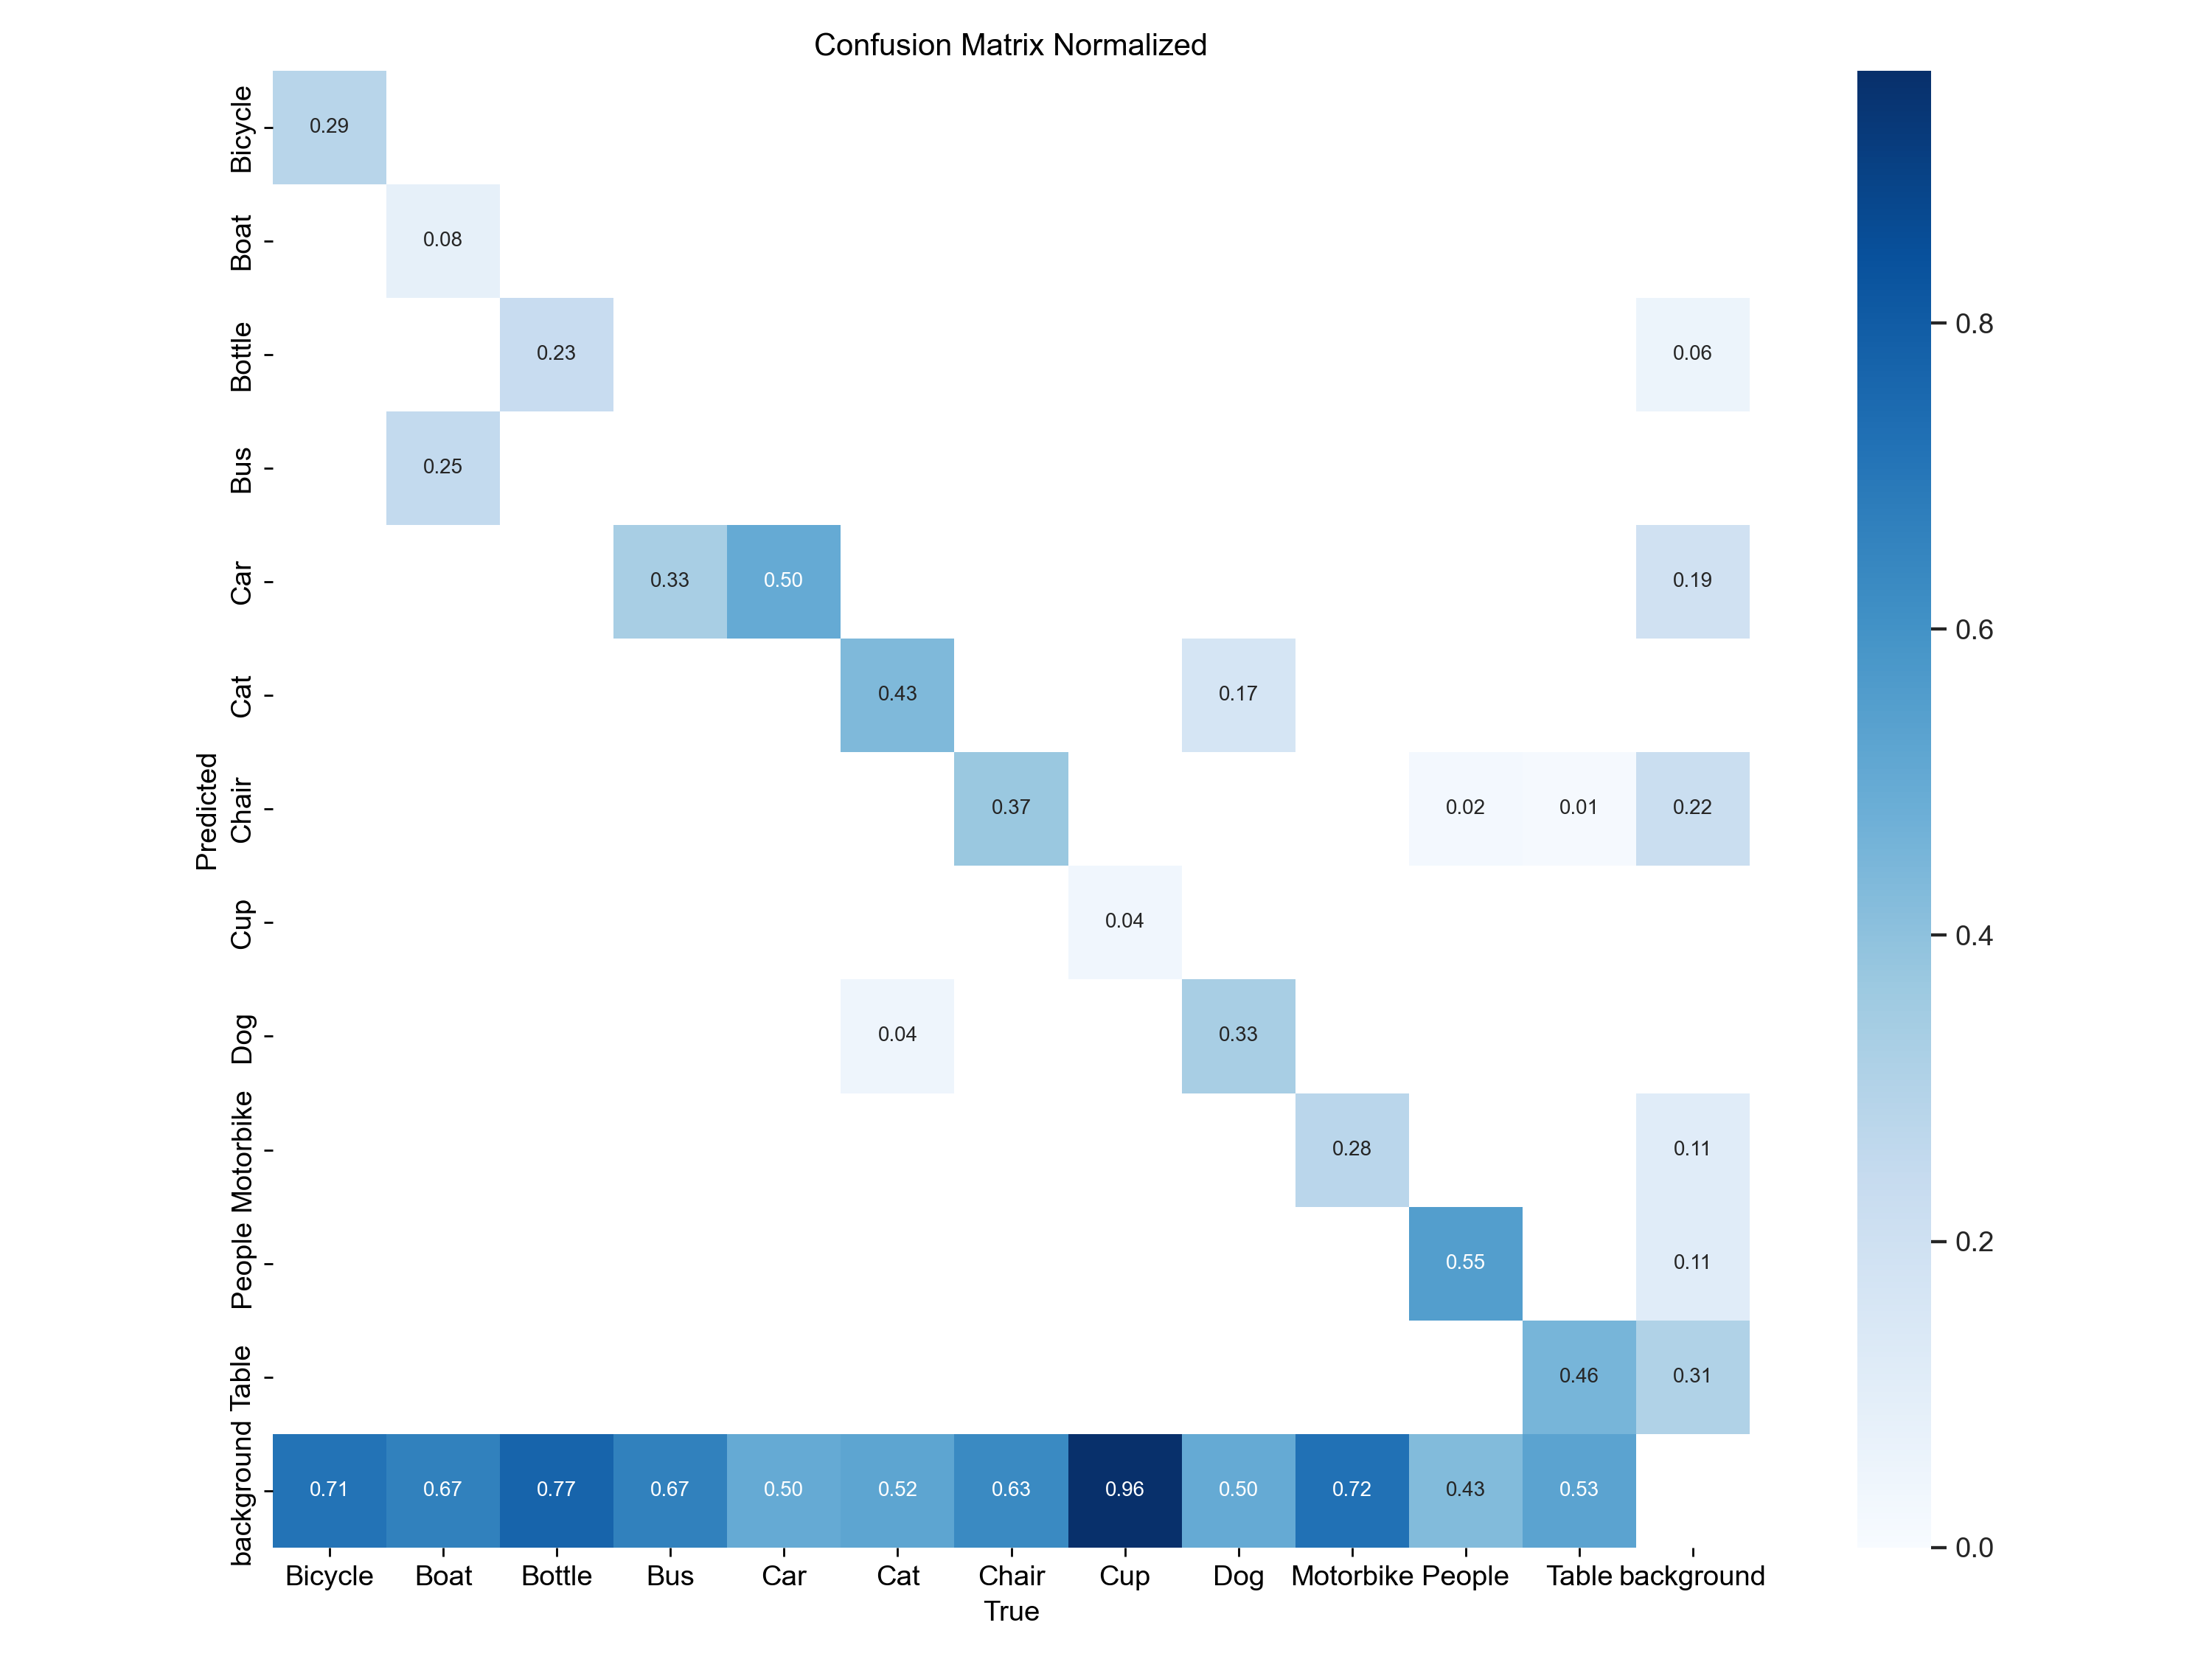 Confusion Matrix Normalized
Bicycle 0.29
Boat 0.08
Bottle 0.23 0.06
Bus 0.25
Car 0.33 0.50 0.19
Cat 0.43 0.17
Chair 0.37 0.02 0.01 0.22
Cup 0.04
Dog 0.04 0.33
Motorbike 0.28 0.11
People 0.55 0.11
Table 0.46 0.31
background 0.71 0.67 0.77 0.67 0.50 0.52 0.63 0.96 0.50 0.72 0.43 0.53
Predicted
Bicycle Boat Bottle Bus Car Cat Chair Cup Dog Motorbike People Table background
True
0.8
0.6
0.4
0.2
0.0